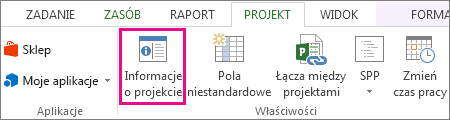 ZADANIE ZASÓB RAPORT PROJEKT WIDOK FORMA
Sklep
Moje aplikacje
Informacje o projekcie
Pola niestandardowe
Łącza między projektami
SPP
Zmień czas pracy
Aplikacje Właściwości